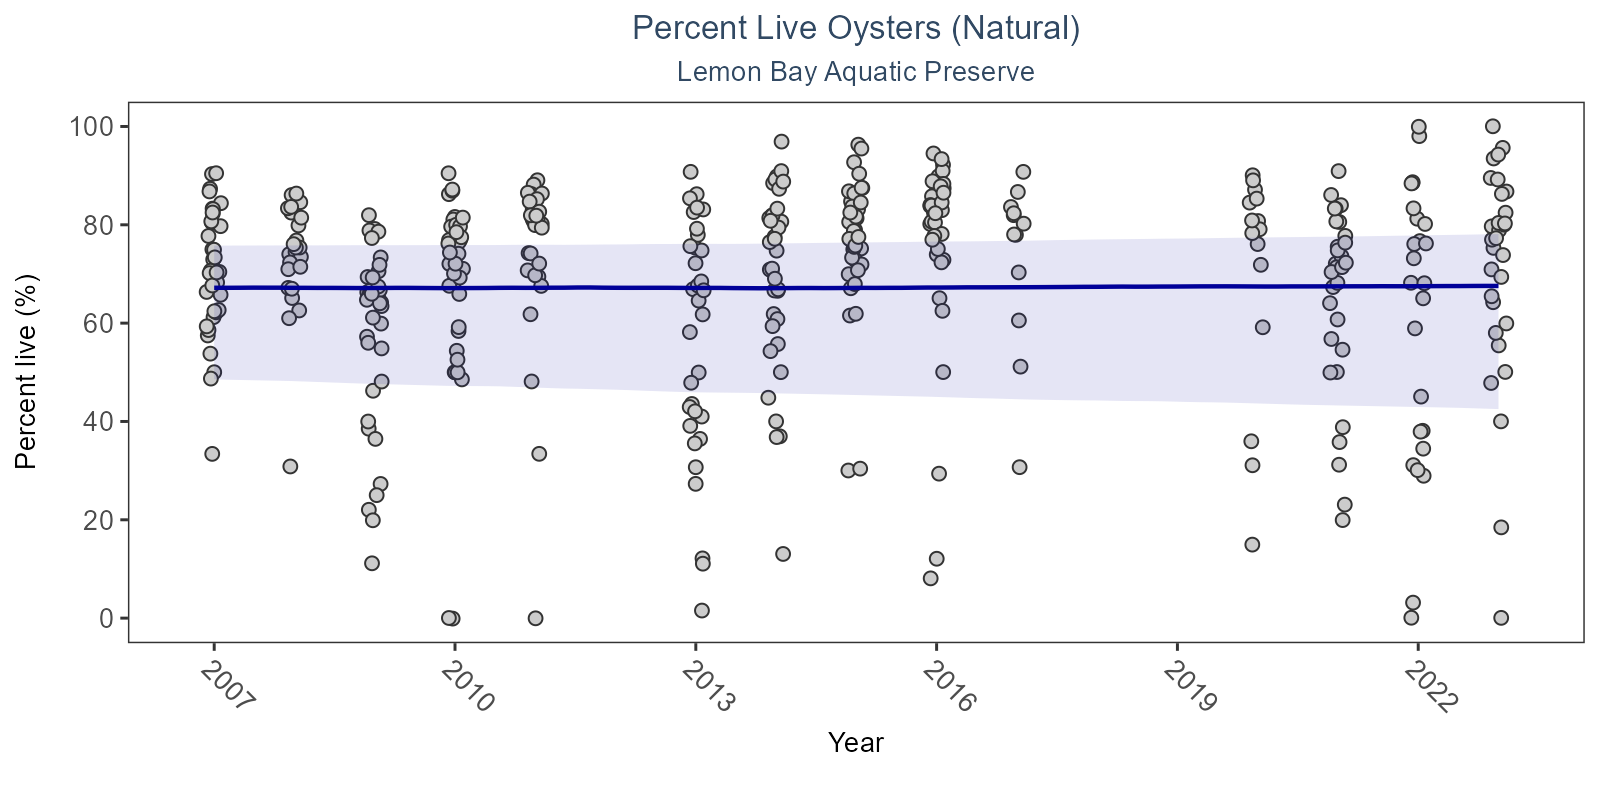 Percent Live Oysters (Natural)
Lemon Bay Aquatic Preserve
Percent live (%)
100
80
60
40
20
0
2007 2010 2013 2016 2019 2022
Year